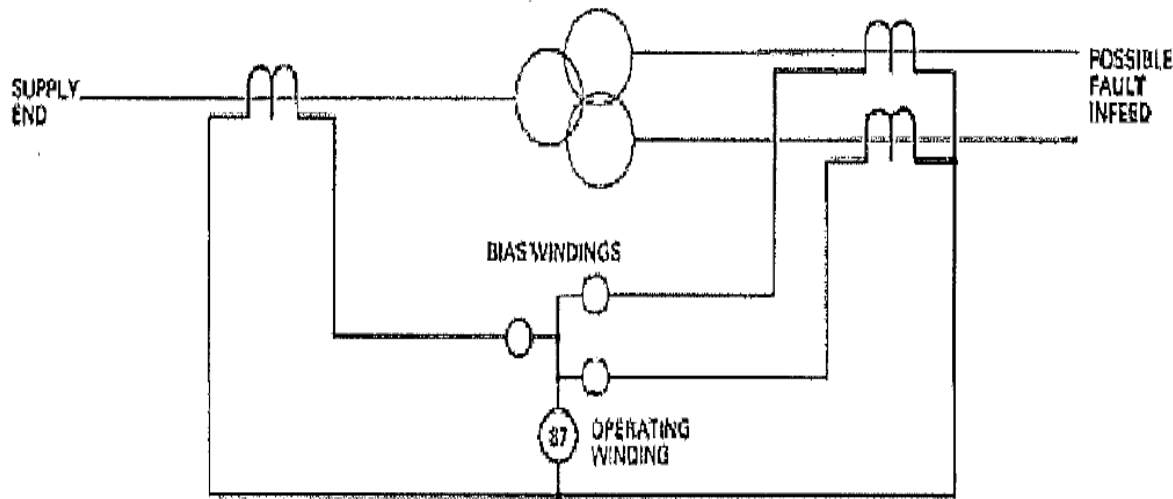 SUPPLY
END
POSSIBLE
FAULT
INFEED
BIAS WINDINGS
87
OPERATING
WINDING